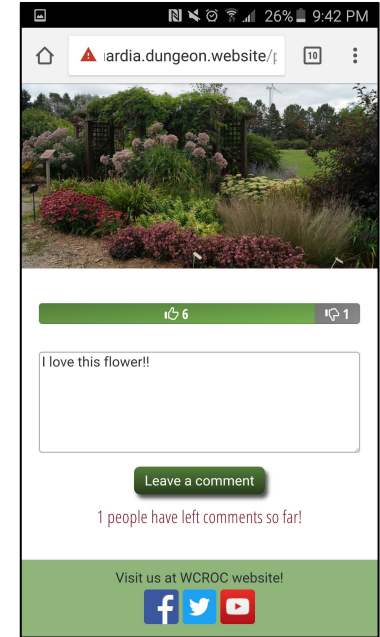 26% 9:42 PM
ardia.dungeon.website/p
10
6
1
I love this flower!!
Leave a comment
1 people have left comments so far!
Visit us at WCROC website!